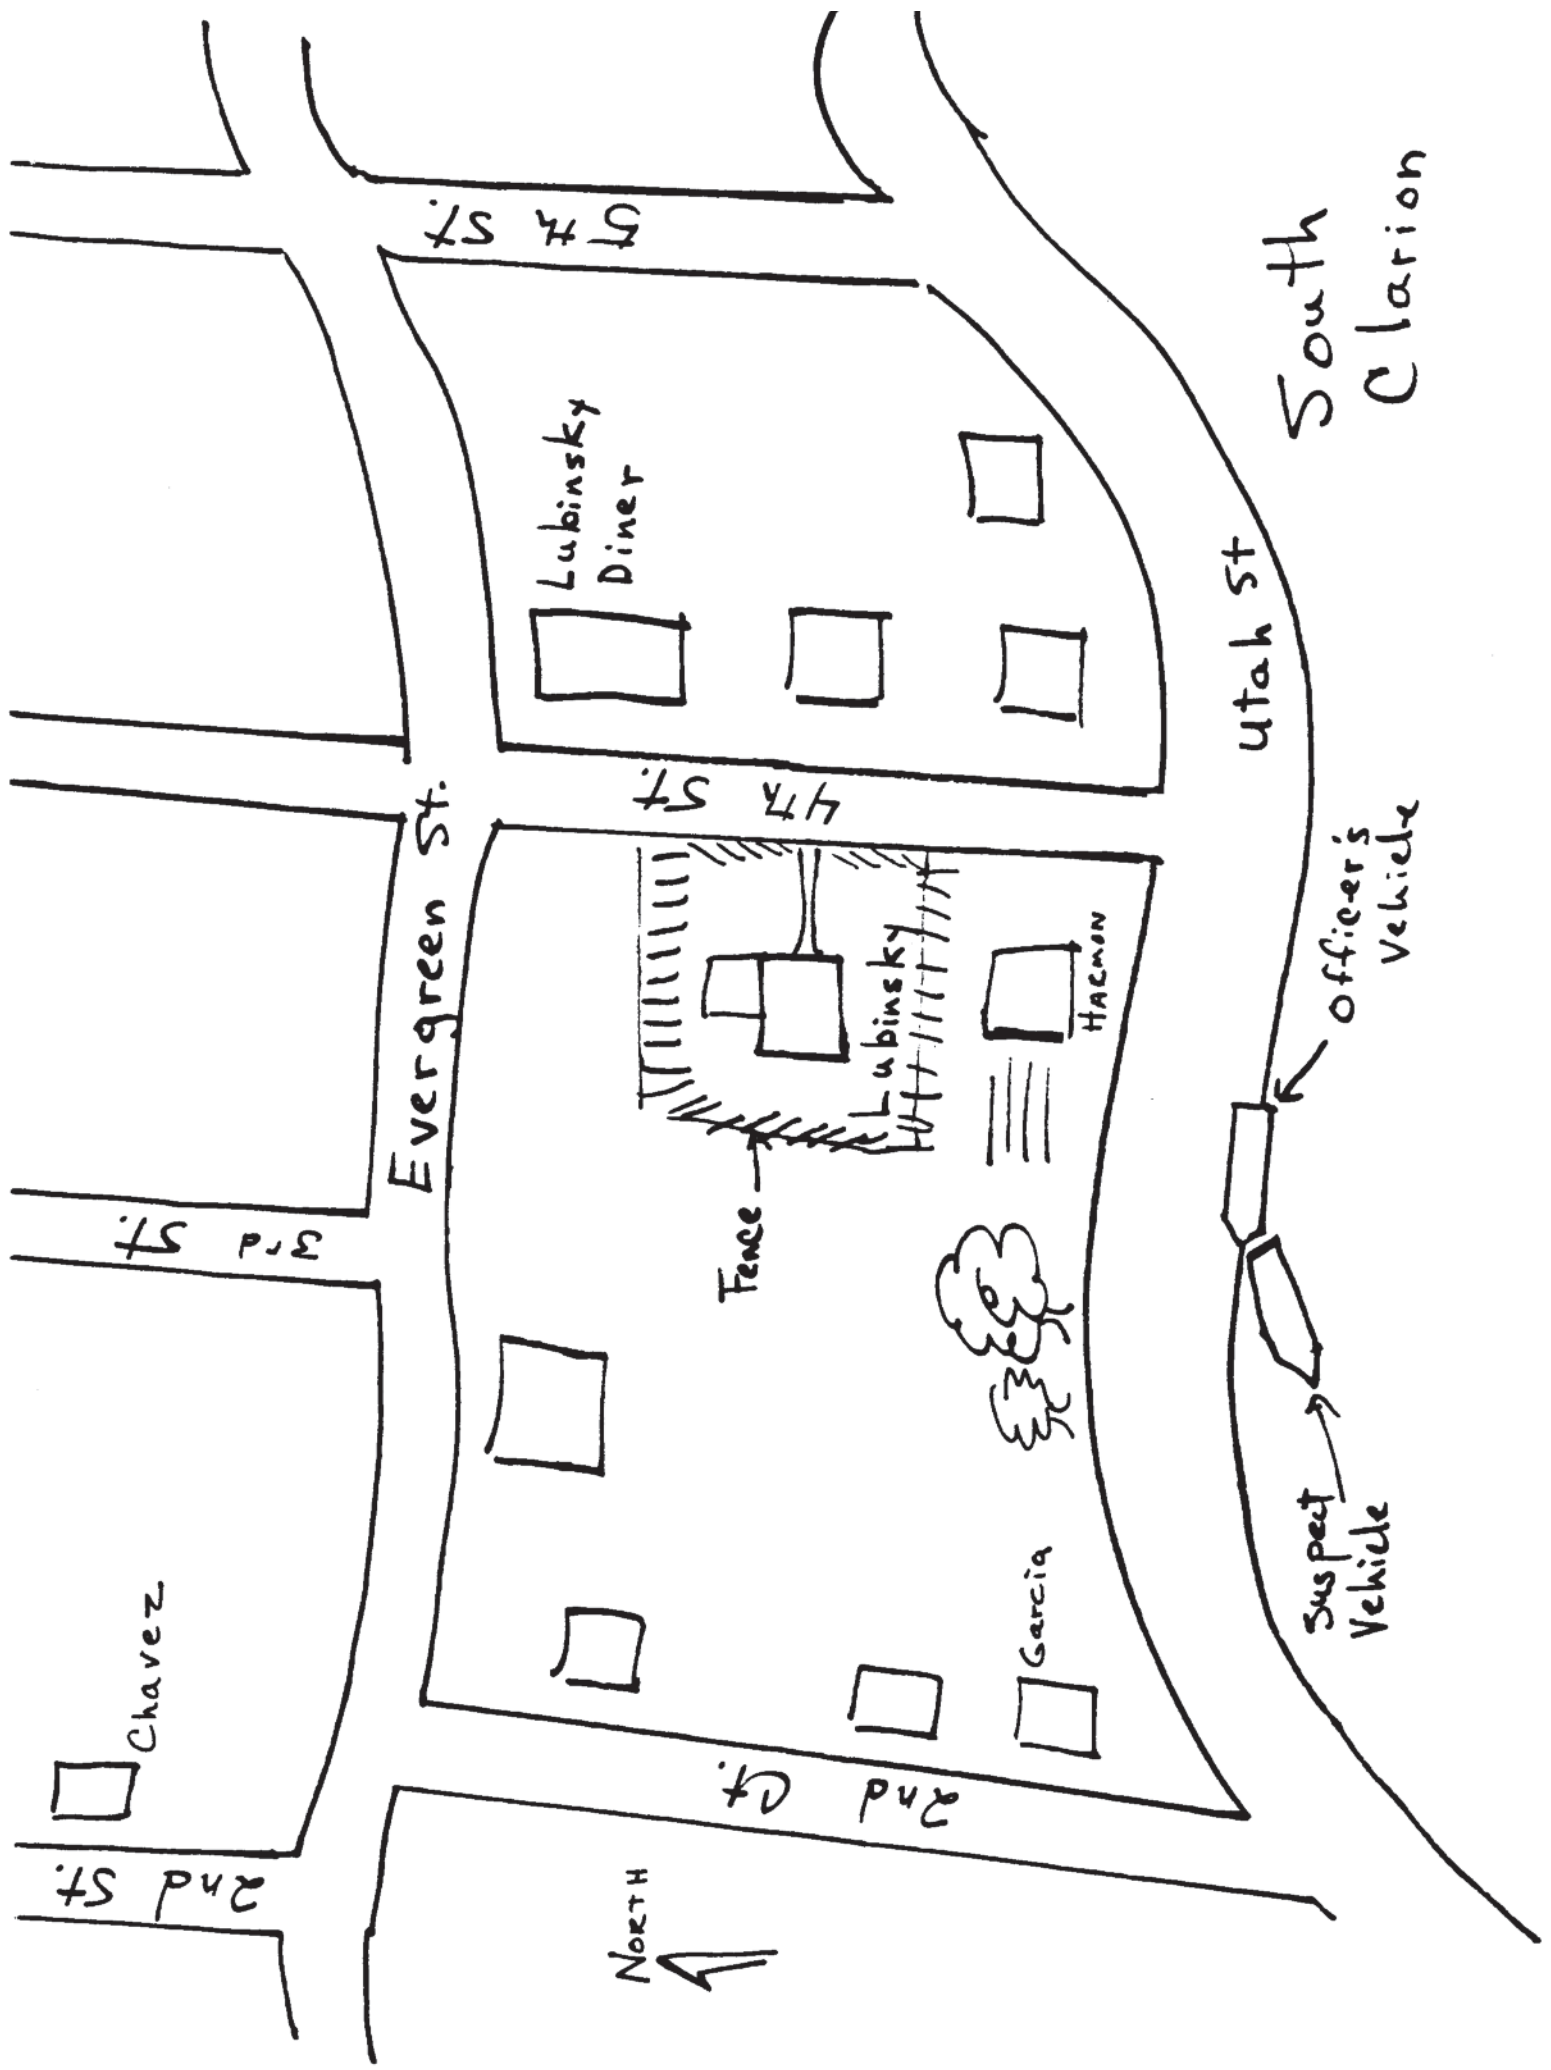 Chavez
2nd St.
3rd St.
Evergreen St.
4th St.
5th St.
Lubinsky
Diner
Fence
Lubinsky
HARMON
Garcia
2nd Ct.
NORTH
Utah St
Suspect
Vehicle
officer's
Vehicle
South
Clarion